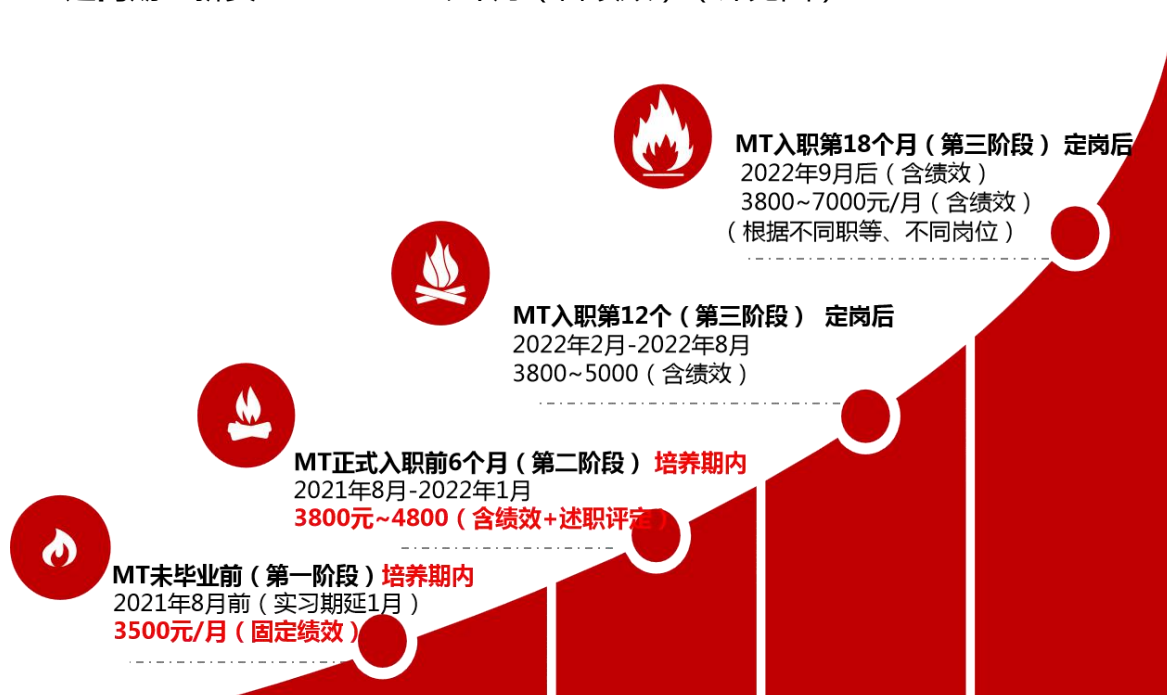 MT入职第18个月（第三阶段） 定岗后
2022年9月后（含绩效）
3800~7000元/月（含绩效）
（根据不同职等、不同岗位）
MT入职第12个（第三阶段） 定岗后
2022年2月-2022年8月
3800~5000（含绩效）
MT正式入职前6个月（第二阶段） 培养期内
2021年8月-2022年1月
3800元~4800（含绩效+述职评定）
MT未毕业前（第一阶段）培养期内
2021年8月前（实习期延1月）
3500元/月（固定绩效）